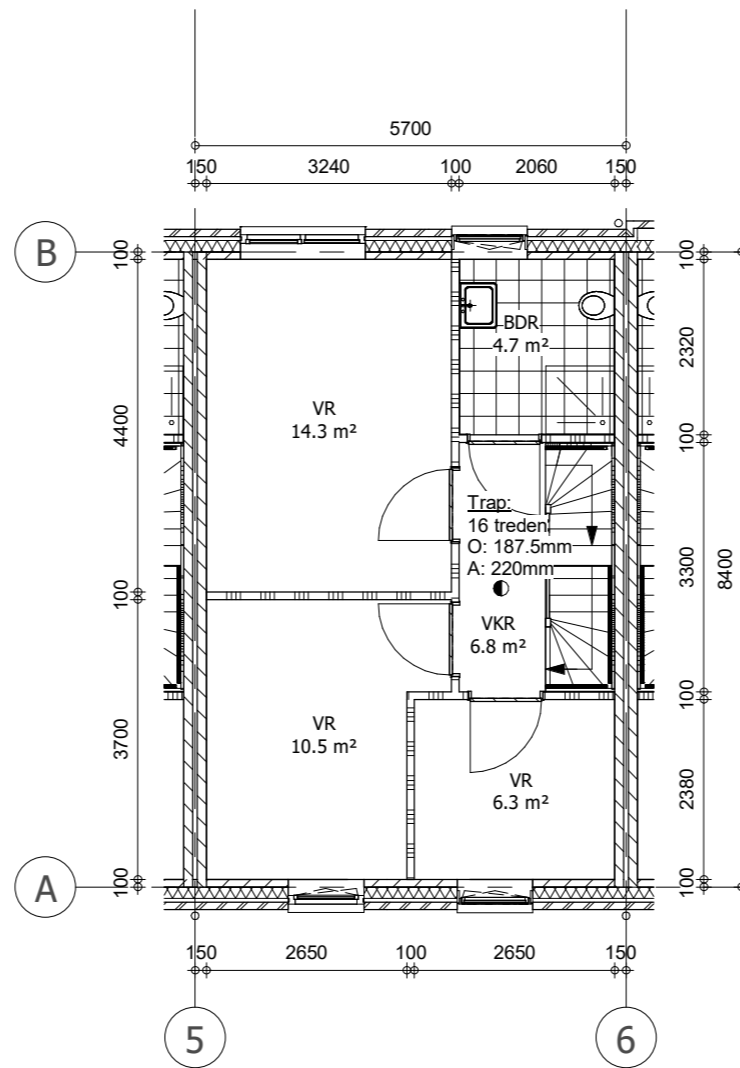 5700
150 3240 100 2060 150
B
100
4400
100
3700
100
100
2320
100
3300
100
2380
100
8400
BDR
4.7 m²
VR
14.3 m²
Trap:
16 treden
O: 187.5mm
A: 220mm
VKR
6.8 m²
VR
10.5 m²
VR
6.3 m²
A
150 2650 100 2650 150
5 6